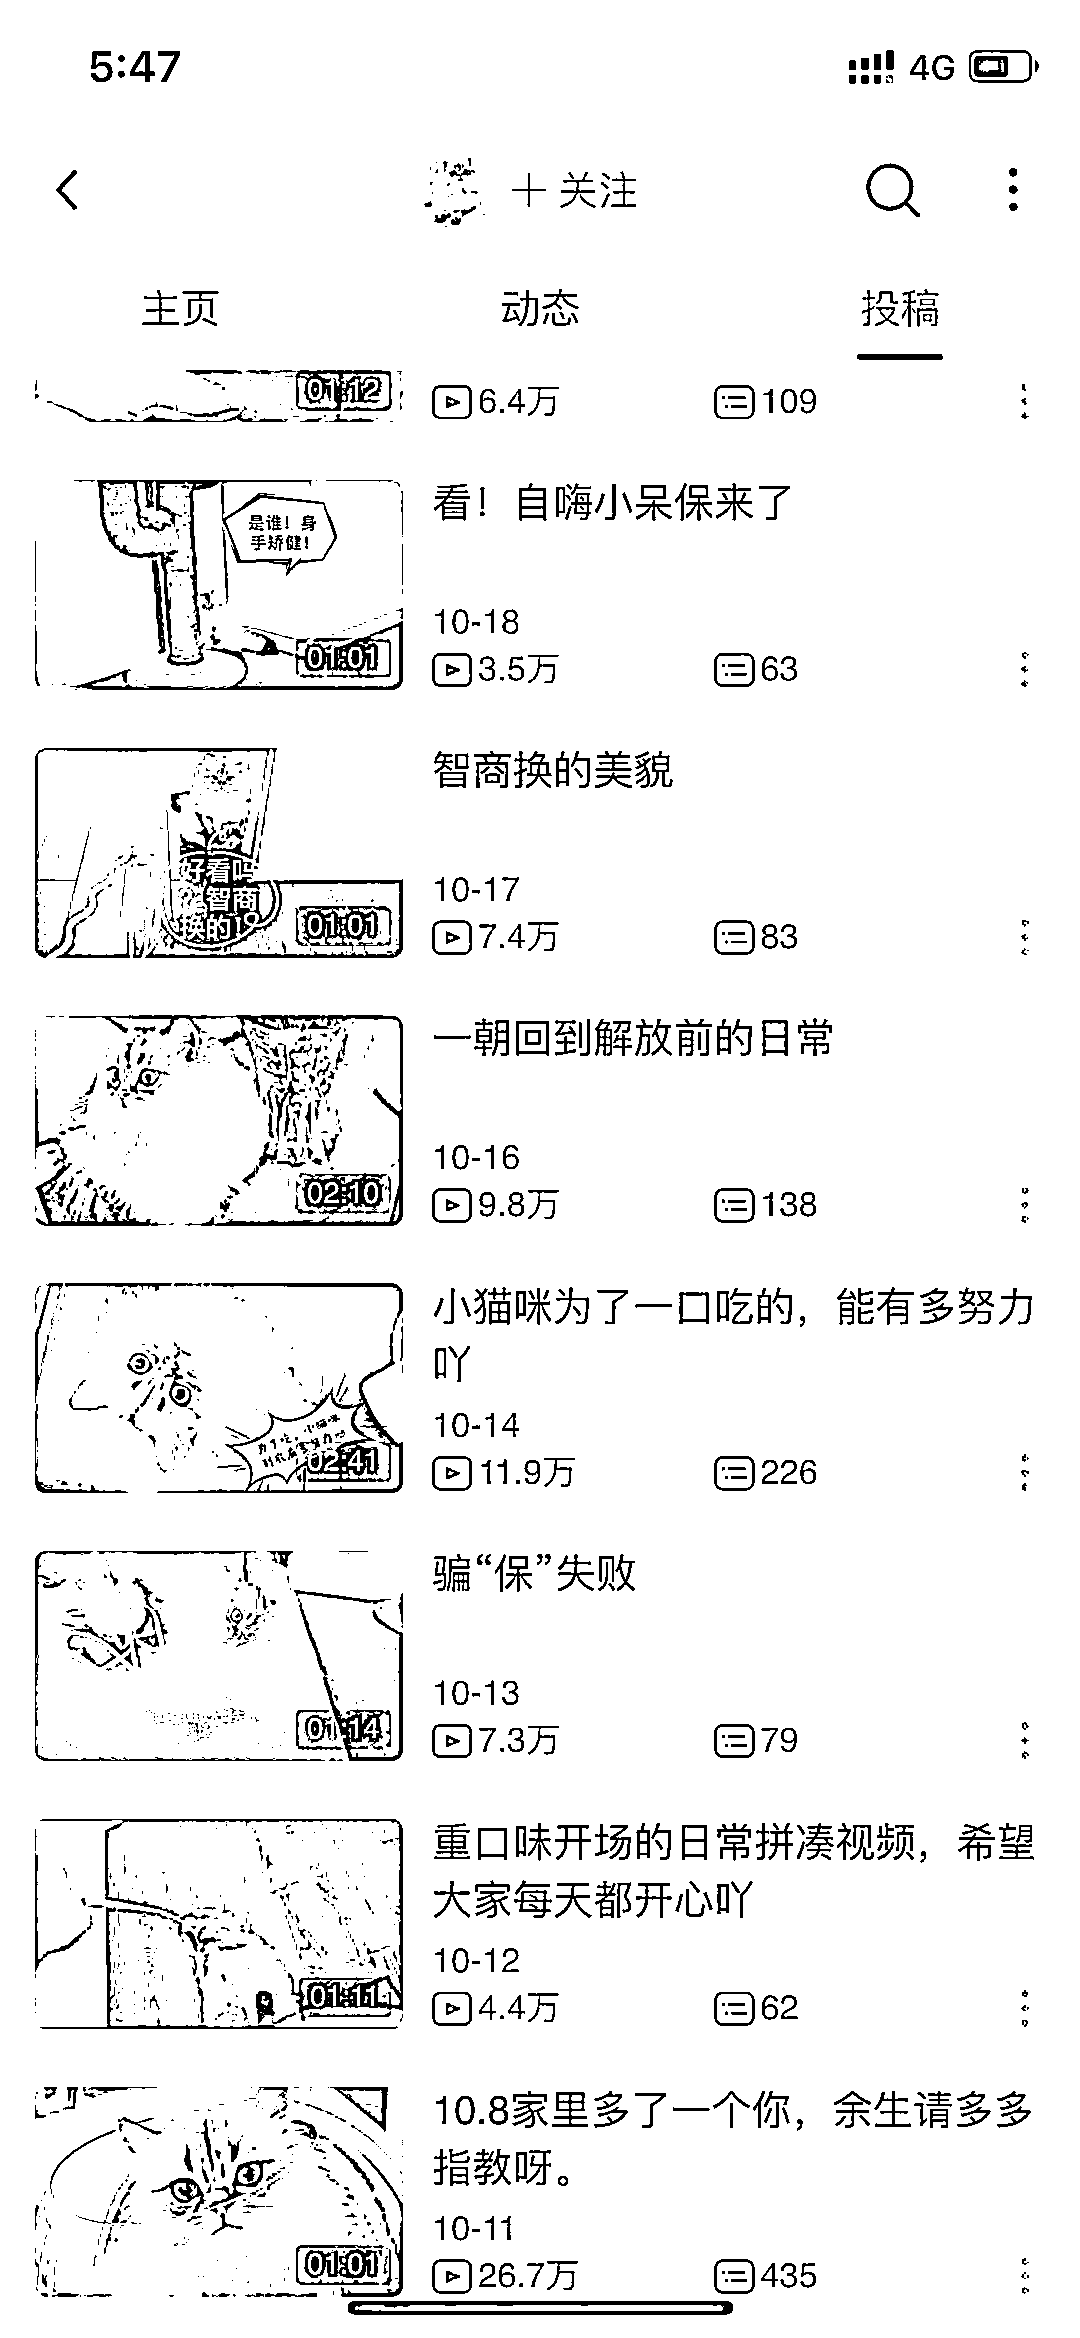 5:47
4G
关注
主页
动态
投稿
01:12
6.4万
109
看！自嗨小呆保来了
是谁！身
手矫健！
10-18
01:01
3.5万
63
智商换的美貌
好看吗
智商
换的
10-17
01:01
7.4万
83
一朝回到解放前的日常
10-16
02:10
9.8万
138
小猫咪为了一口吃的，能有多努力
吖
10-14
02:41
11.9万
226
骗“保”失败
10-13
01:14
7.3万
79
重口味开场的日常拼凑视频，希望
大家每天都开心吖
10-12
01:11
4.4万
62
10.8家里多了一个你，余生请多多
指教呀。
10-11
01:01
26.7万
435